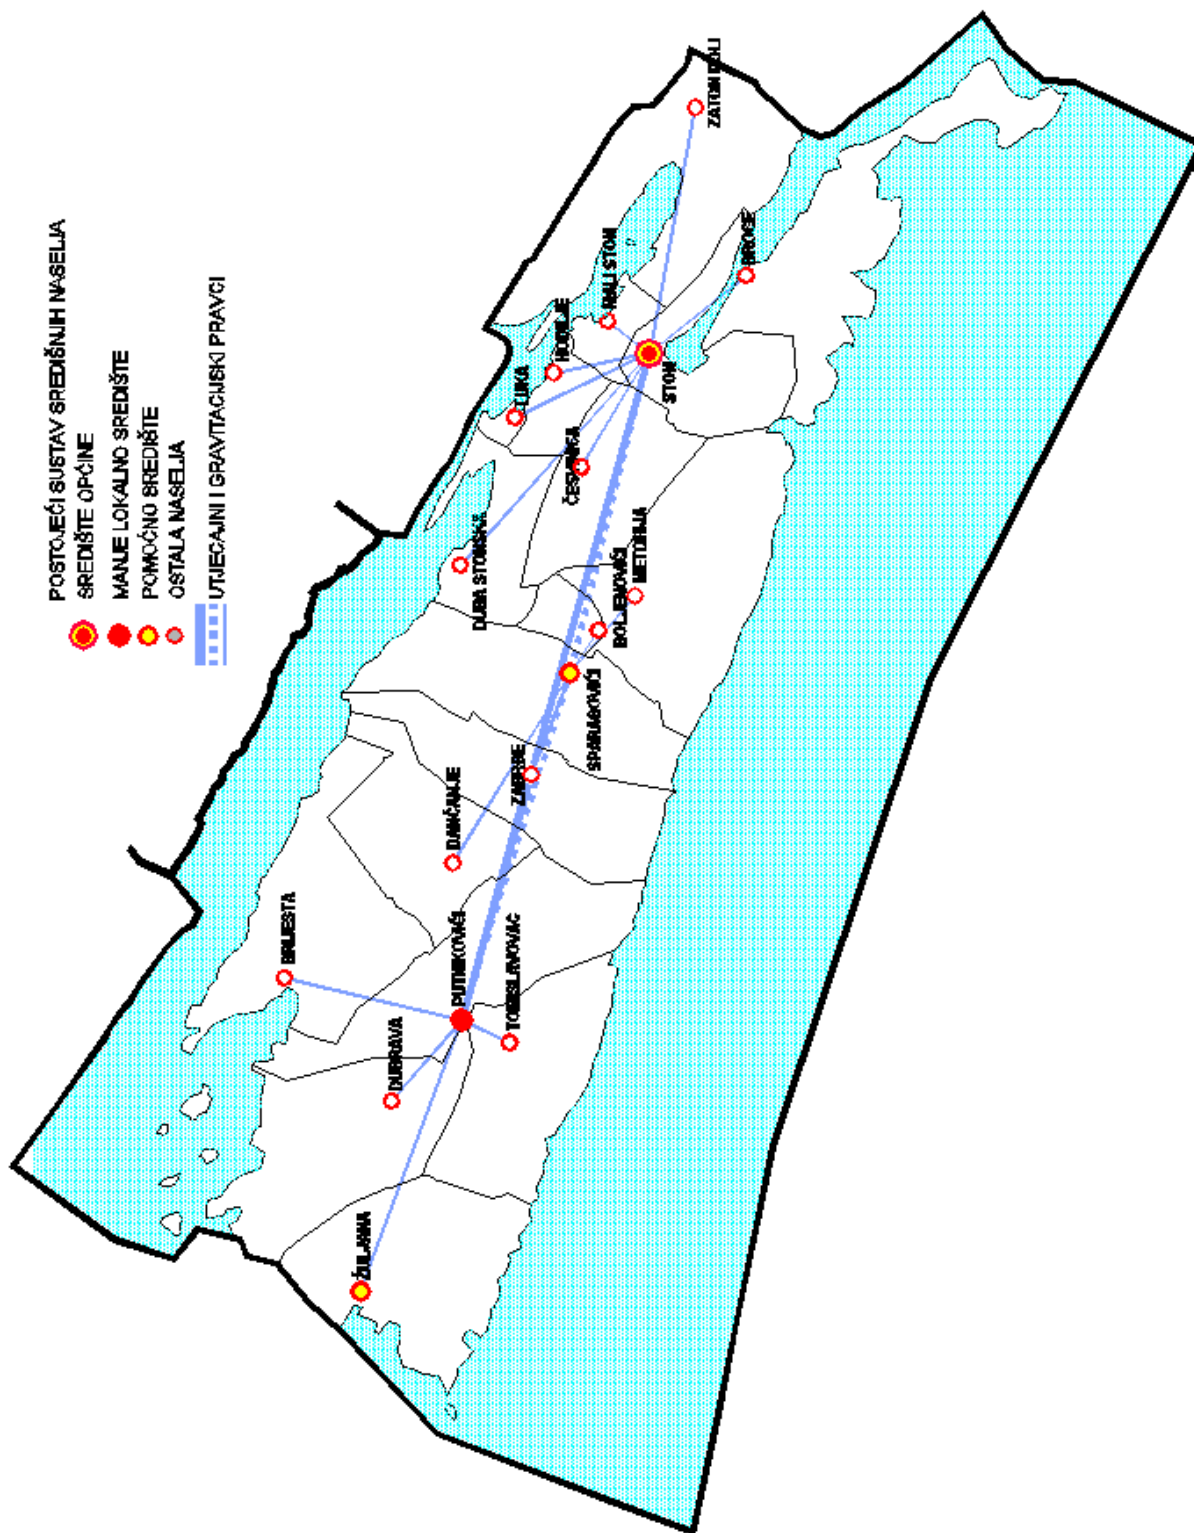 POSTOJEĆI SUSTAV SREDIŠNJIH NASELJA
SREDIŠTE OPĆINE
MANJE LOKALNO SREDIŠTE
POMOĆNO SREDIŠTE
OSTALA NASELJA
UTJECAJNI I GRAVITACIJSKI PRAVCI
ŽULJANA
DUBRAVA
BRIJESTA
PUTNIKOVIĆI
TOMISLAVOVAC
DANČANJE
ZABRĐE
SPARAGOVIĆI
BOLJENOVIĆI
METOHIJA
DUBA STONSKA
ČESVINICA
LUKA
HODILJE
MALI STON
STON
BROCE
ZATON DOLI